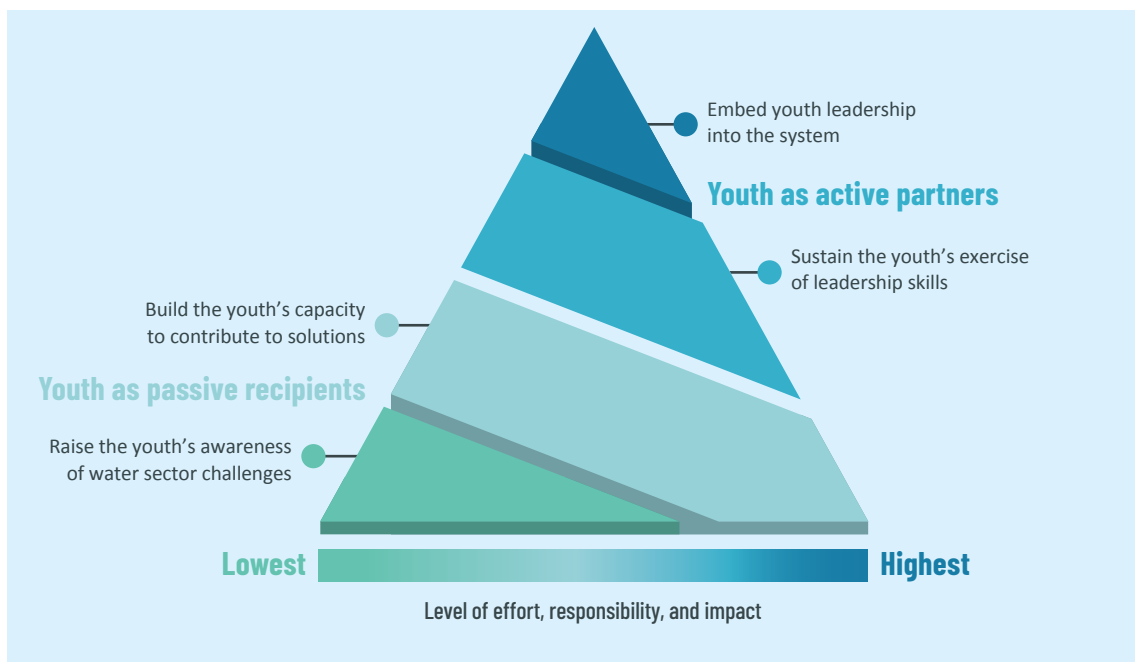 Embed youth leadership
into the system
Youth as active partners
Sustain the youth’s exercise
of leadership skills
Build the youth’s capacity
to contribute to solutions
Youth as passive recipients
Raise the youth’s awareness
of water sector challenges
Lowest
Highest
Level of effort, responsibility, and impact